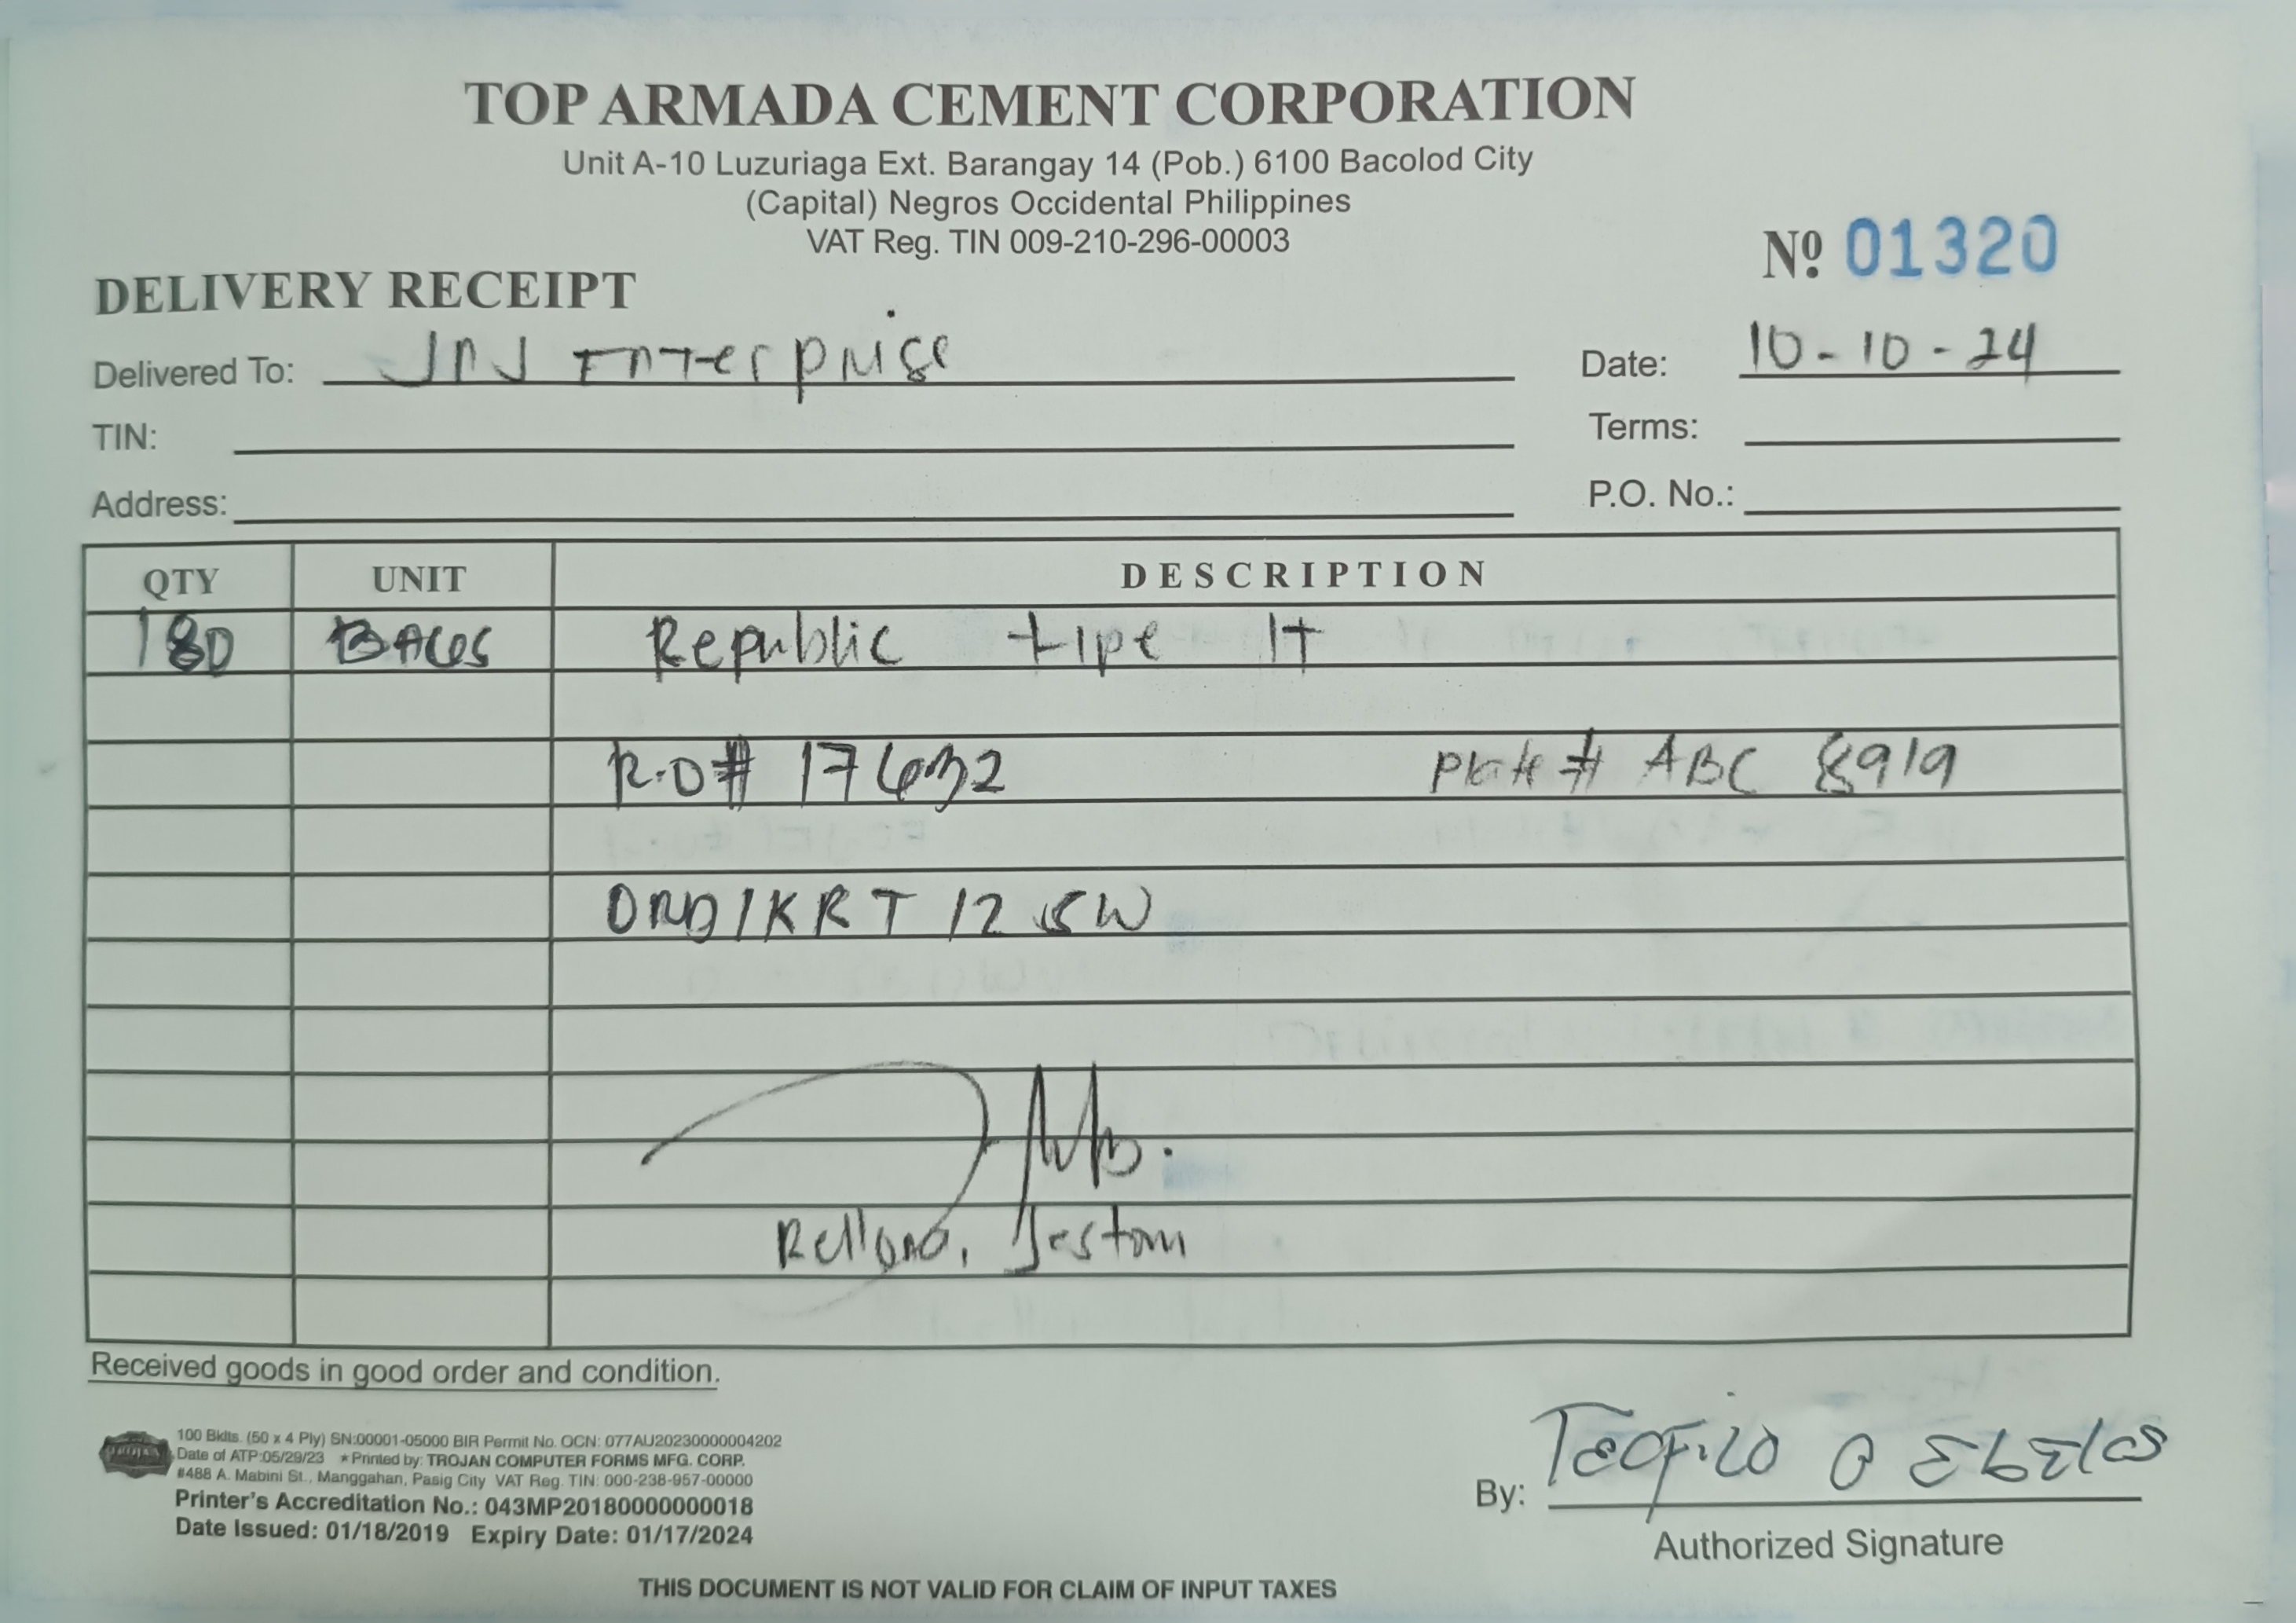 TOP ARMADA CEMENT CORPORATION
Unit A-10 Luzuriaga Ext. Barangay 14 (Pob.) 6100 Bacolod City
(Capital) Negros Occidental Philippines
VAT Reg. TIN 009-210-296-00003
Nº 01320
DELIVERY RECEIPT
Delivered To: JNJ Enterprise Date: 10-10-24
TIN: Terms:
Address: P.O. No.:
QTY UNIT DESCRIPTION
180 BAGS Republic tipe 1T
R.O# 17632 Plate # ABC 8919
/KRT 12 SW
Jestom
Received goods in good order and condition.
100 Bklts. (50 x 4 Ply) SN:00001-05000 BIR Permit No. OCN: 077AU20230000004202
Date of ATP:05/29/23 *Printed by: TROJAN COMPUTER FORMS MFG. CORP.
#488 A. Mabini St., Manggahan, Pasig City VAT Reg. TIN: 000-238-957-00000
Printer's Accreditation No.: 043MP20180000000018
Date Issued: 01/18/2019 Expiry Date: 01/17/2024
By: Teofilo O
Authorized Signature
THIS DOCUMENT IS NOT VALID FOR CLAIM OF INPUT TAXES